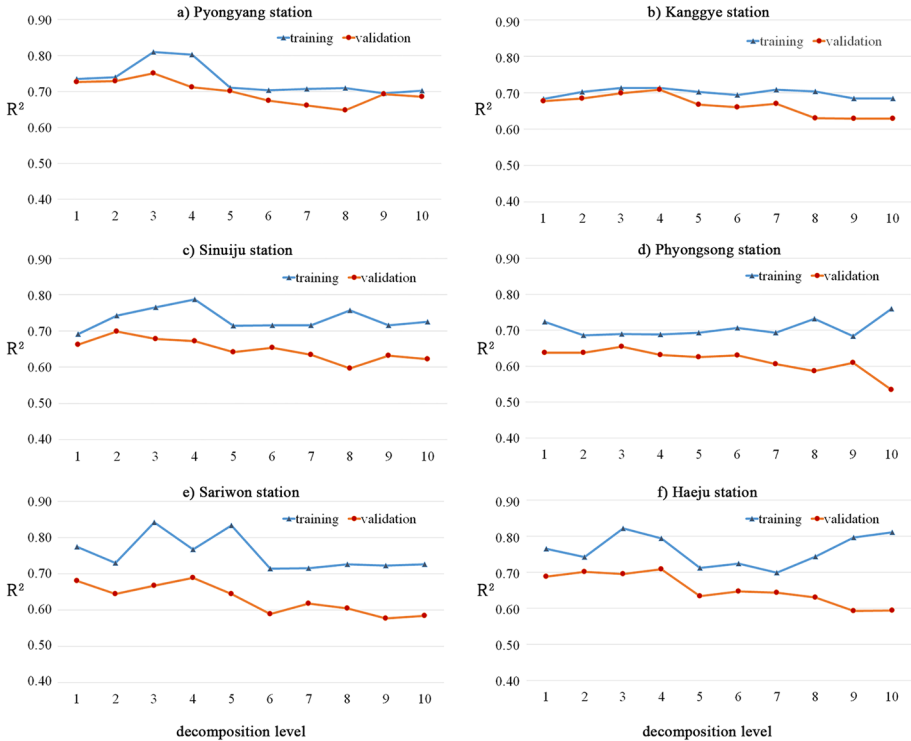 a) Pyongyang station
training validation
0.90
0.80
0.70
0.60
0.50
0.40
R²
1 2 3 4 5 6 7 8 9 10
b) Kanggye station
training validation
0.90
0.80
0.70
0.60
0.50
0.40
R²
1 2 3 4 5 6 7 8 9 10
c) Sinuiju station
training validation
0.90
0.80
0.70
0.60
0.50
0.40
R²
1 2 3 4 5 6 7 8 9 10
d) Phyongsong station
training validation
0.90
0.80
0.70
0.60
0.50
0.40
R²
1 2 3 4 5 6 7 8 9 10
e) Sariwon station
training validation
0.90
0.80
0.70
0.60
0.50
0.40
R²
1 2 3 4 5 6 7 8 9 10
decomposition level
f) Haeju station
training validation
0.90
0.80
0.70
0.60
0.50
0.40
R²
1 2 3 4 5 6 7 8 9 10
decomposition level